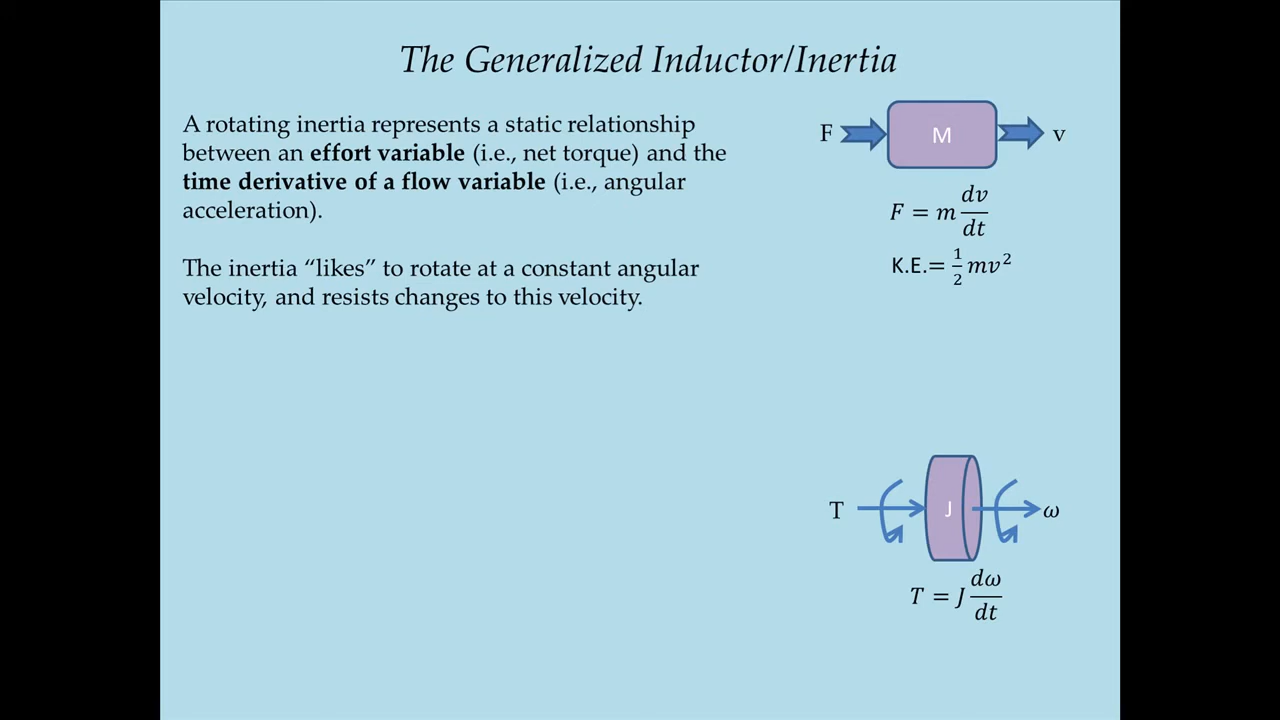 The Generalized Inductor/Inertia
A rotating inertia represents a static relationship
between an effort variable (i.e., net torque) and the
time derivative of a flow variable (i.e., angular
acceleration).
The inertia “likes” to rotate at a constant angular
velocity, and resists changes to this velocity.
F M v
F = m dv/dt
K.E.= 1/2 mv²
T J ω
T = J dω/dt